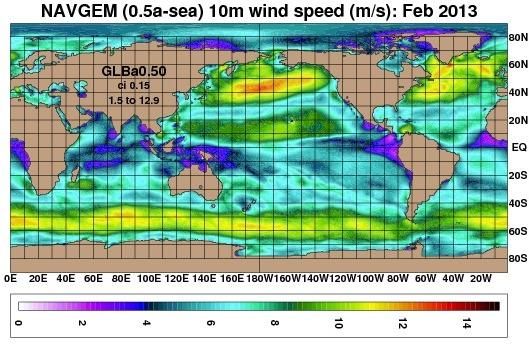 NAVGEM (0.5a-sea) 10m wind speed (m/s): Feb 2013
GLBa0.50
ci 0.15
1.5 to 12.9
80N
60N
40N
20N
EQ
20S
40S
60S
80S
0E 20E 40E 60E 80E 100E 120E 140E 160E 180W 160W 140W 120W 100W 80W 60W 40W 20W
0 2 4 6 8 10 12 14